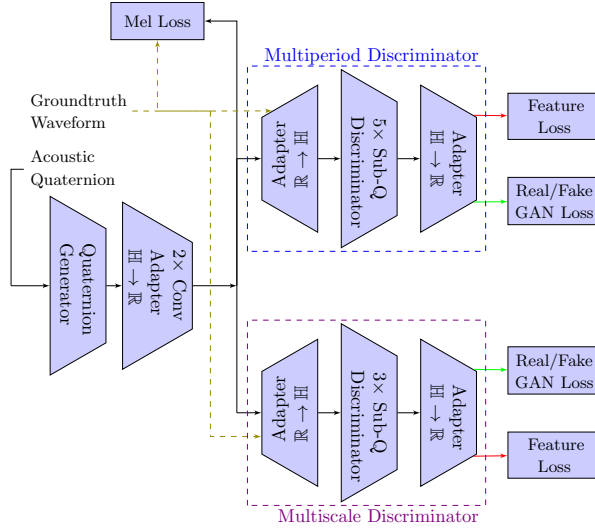 Mel Loss
Multiperiod Discriminator
Groundtruth
Waveform
Acoustic
Quaternion
Quaternion
Generator
2× Conv
Adapter
ℍ → ℝ
Adapter
ℝ → ℍ
5× Sub-Q
Discriminator
Adapter
ℍ → ℝ
Feature
Loss
Real/Fake
GAN Loss
Adapter
ℝ → ℍ
3× Sub-Q
Discriminator
Adapter
ℍ → ℝ
Real/Fake
GAN Loss
Feature
Loss
Multiscale Discriminator